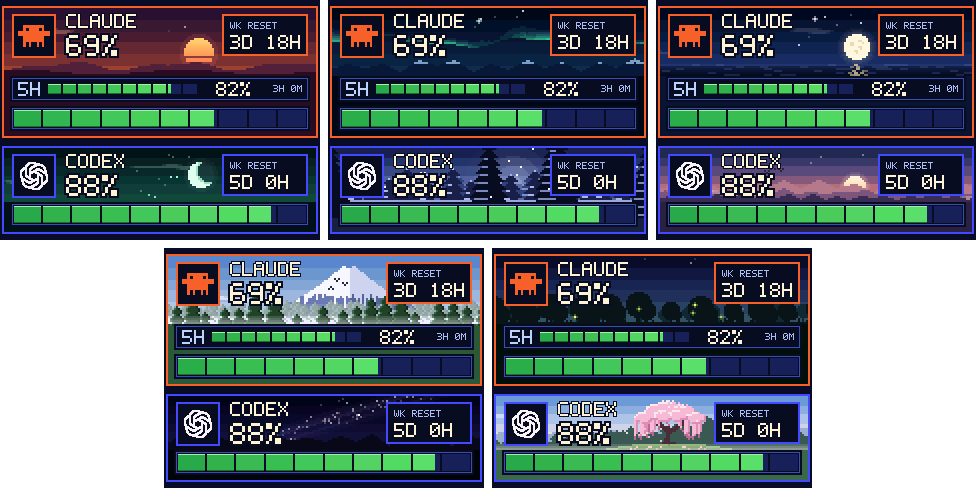 CLAUDE
69%
WK RESET
3D 18H
5H 82% 3H 0M
CODEX
88%
WK RESET
5D 0H
CLAUDE
69%
WK RESET
3D 18H
5H 82% 3H 0M
CODEX
88%
WK RESET
5D 0H
CLAUDE
69%
WK RESET
3D 18H
5H 82% 3H 0M
CODEX
88%
WK RESET
5D 0H
CLAUDE
69%
WK RESET
3D 18H
5H 82% 3H 0M
CODEX
88%
WK RESET
5D 0H
CLAUDE
69%
WK RESET
3D 18H
5H 82% 3H 0M
CODEX
88%
WK RESET
5D 0H